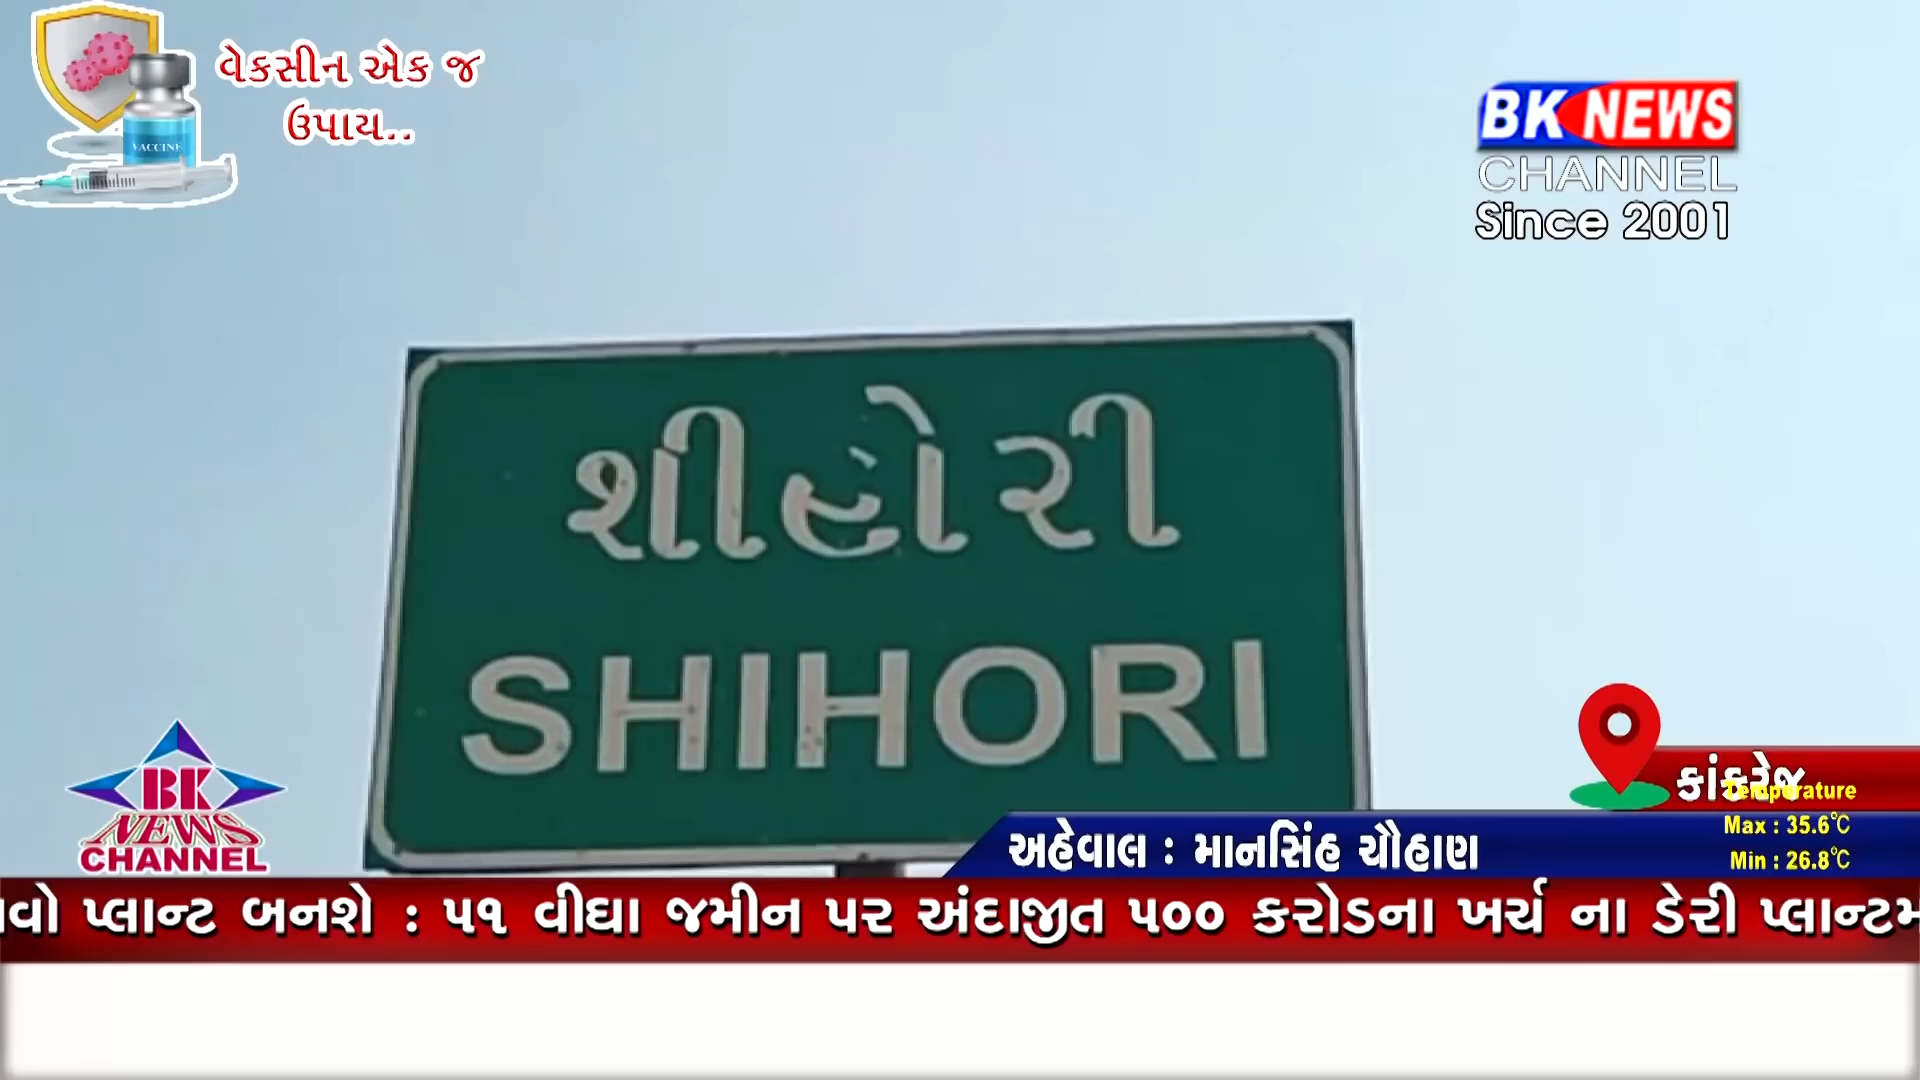 વેકસીન એક જ
ઉપાય..
VACCINE
BK NEWS
CHANNEL
Since 2001
શીહોરી
SHIHORI
BK
NEWS
CHANNEL
કાંકરેજ
Temperature
Max : 35.6℃
Min : 26.8℃
અહેવાલ : માનસિંહ ચૌહાણ
વો પ્લાન્ટ બનશે : ૫૧ વીઘા જમીન પર અંદાજીત ૫૦૦ કરોડના ખર્ચ ના ડેરી પ્લાન્ટમ